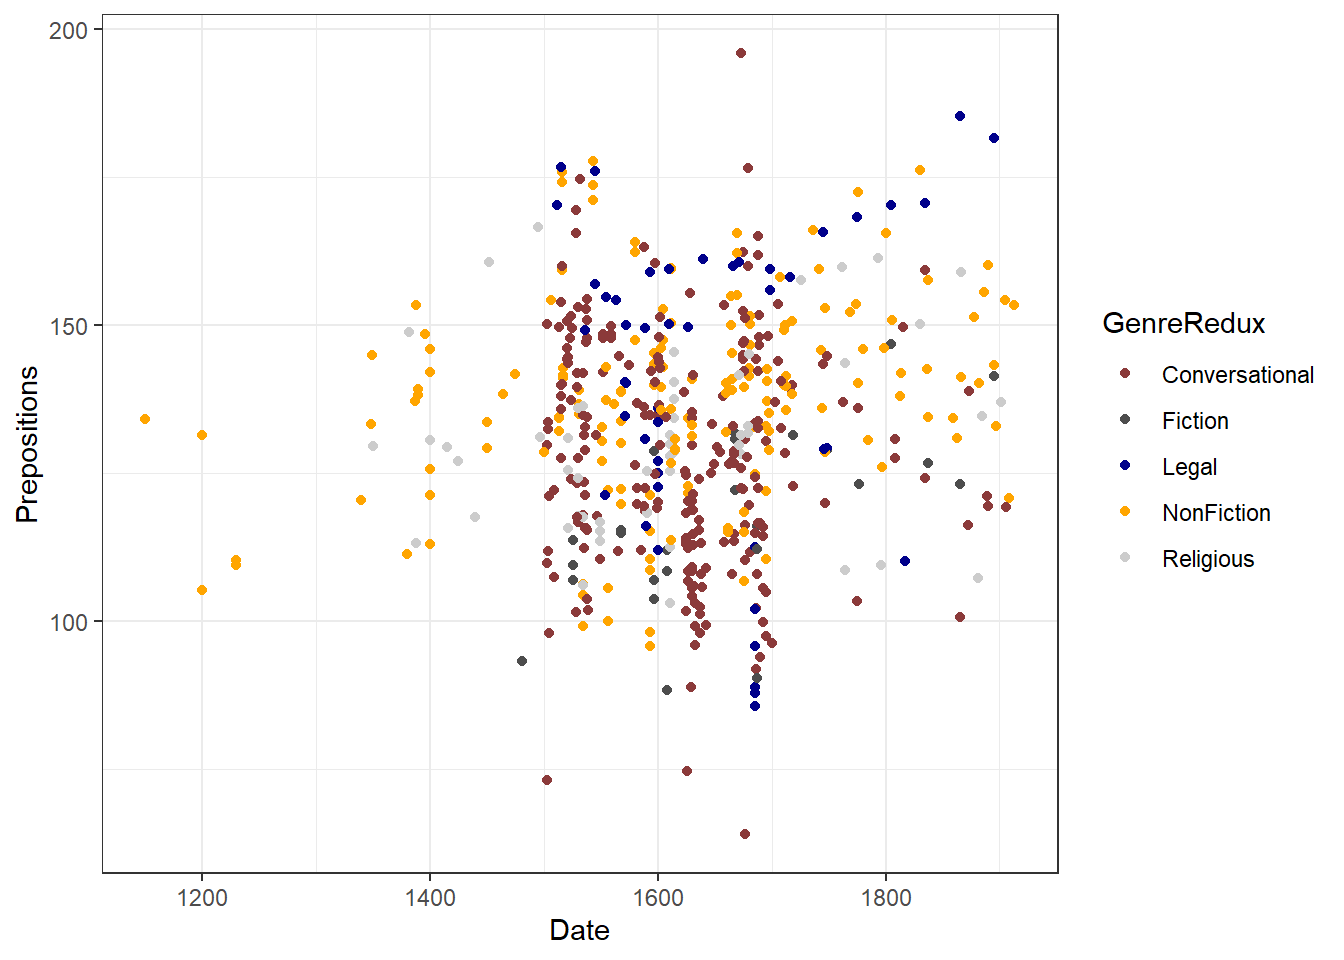 200
150
100
Prepositions
1200 1400 1600 1800
Date
GenreRedux
Conversational
Fiction
Legal
NonFiction
Religious